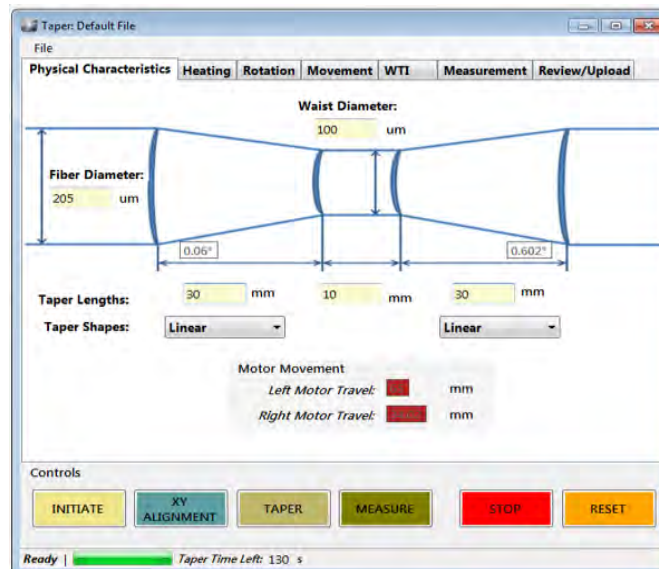 Taper: Default File
File
Physical Characteristics Heating Rotation Movement WTI Measurement Review/Upload
Waist Diameter:
100 um
Fiber Diameter:
205 um
0.06° 0.602°
Taper Lengths: 30 mm 10 mm 30 mm
Taper Shapes: Linear Linear
Motor Movement
Left Motor Travel: mm
Right Motor Travel: mm
Controls
INITIATE XY ALIGNMENT TAPER MEASURE STOP RESET
Ready | Taper Time Left: 130 s